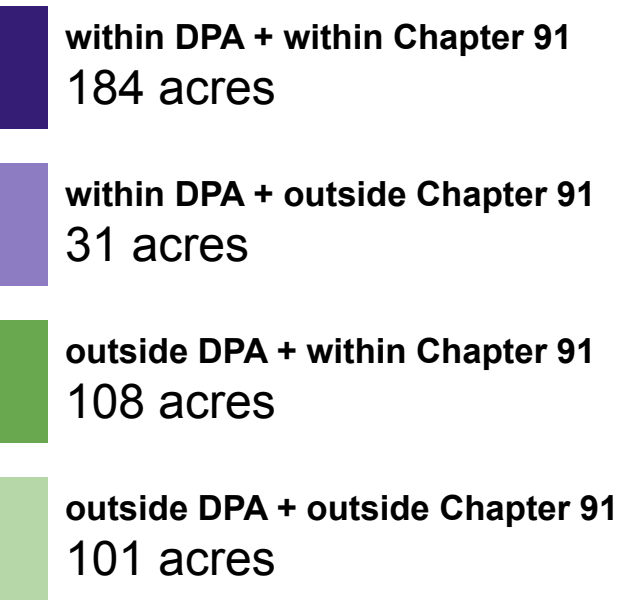 within DPA + within Chapter 91
184 acres
within DPA + outside Chapter 91
31 acres
outside DPA + within Chapter 91
108 acres
outside DPA + outside Chapter 91
101 acres